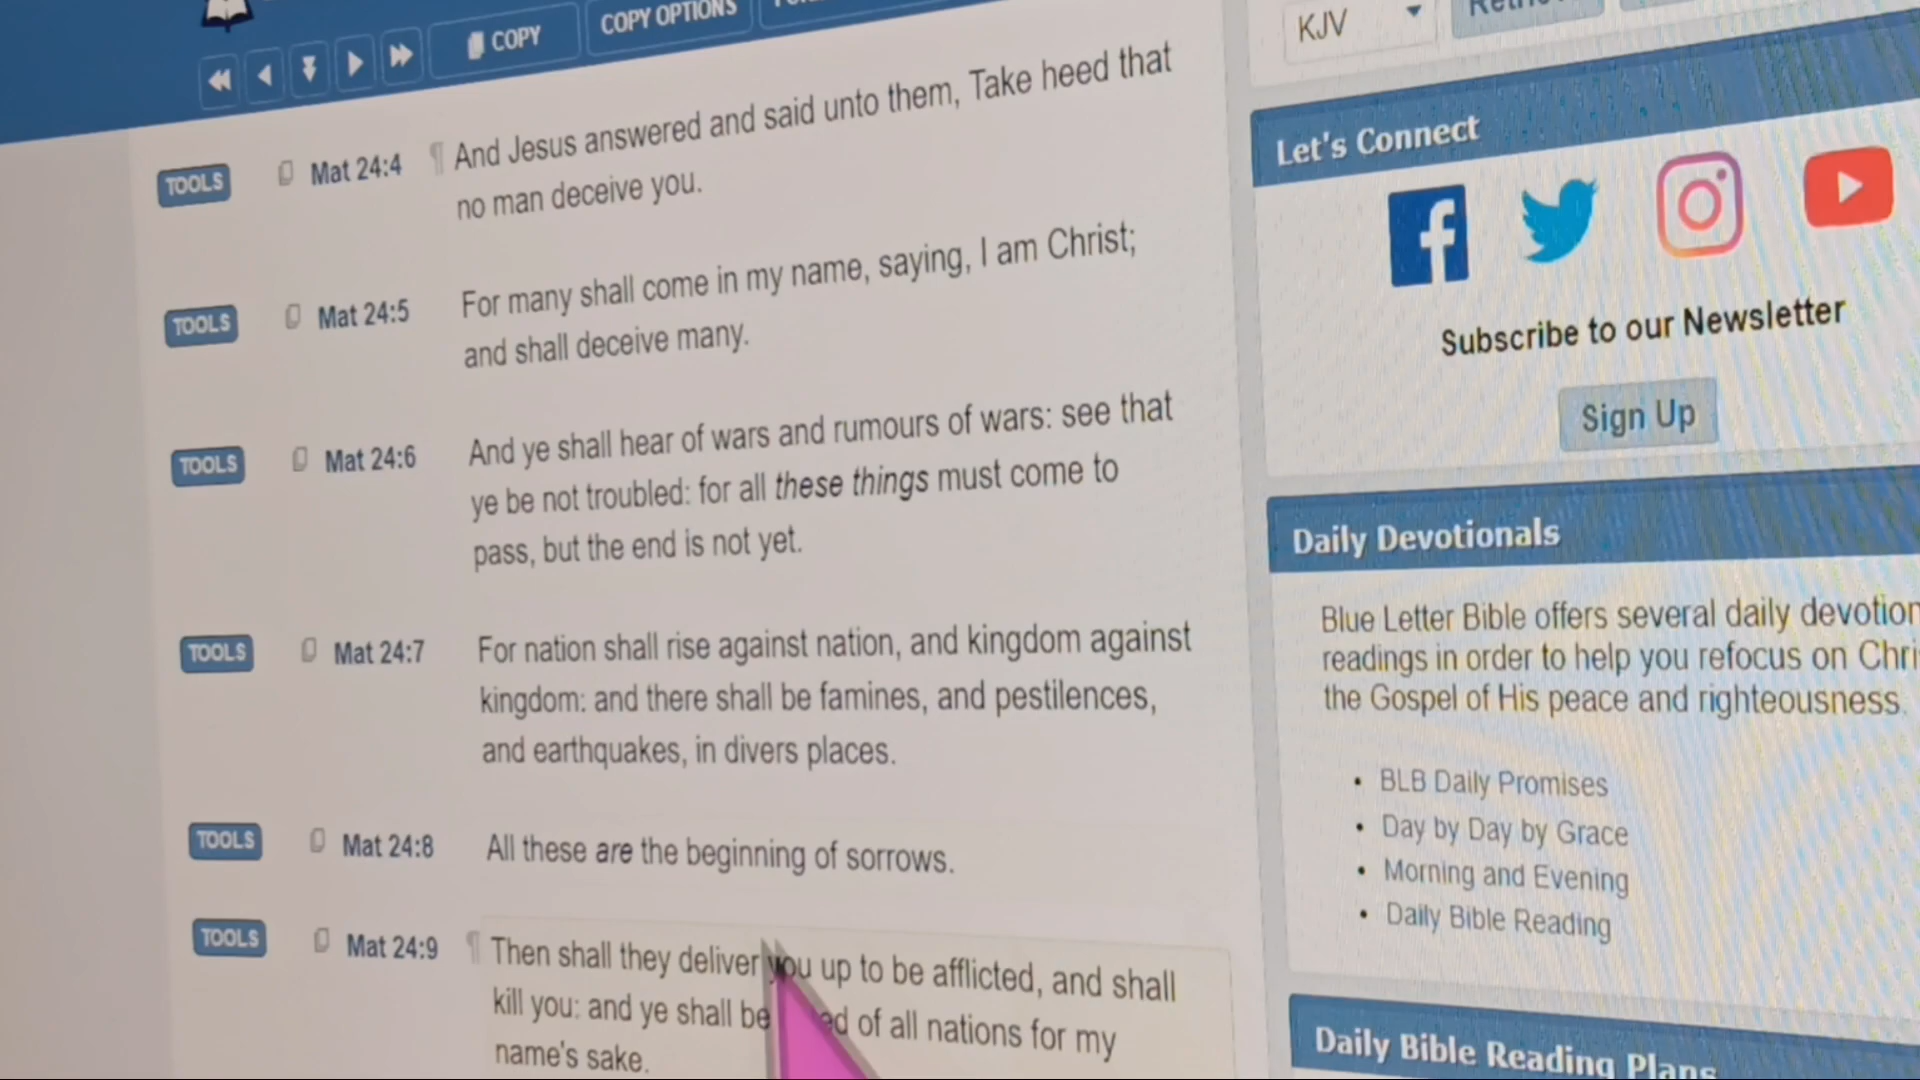 COPY
COPY OPTIONS
TOOLS Mat 24:4 ¶ And Jesus answered and said unto them, Take heed that
no man deceive you.
TOOLS Mat 24:5 For many shall come in my name, saying, I am Christ;
and shall deceive many.
TOOLS Mat 24:6 And ye shall hear of wars and rumours of wars: see that
ye be not troubled: for all these things must come to
pass, but the end is not yet.
TOOLS Mat 24:7 For nation shall rise against nation, and kingdom against
kingdom: and there shall be famines, and pestilences,
and earthquakes, in divers places.
TOOLS Mat 24:8 All these are the beginning of sorrows.
TOOLS Mat 24:9 ¶ Then shall they deliver you up to be afflicted, and shall
kill you: and ye shall be of all nations for my
name's sake.
KJV
Let's Connect
Subscribe to our Newsletter
Sign Up
Daily Devotionals
Blue Letter Bible offers several daily devotion
readings in order to help you refocus on Chri
the Gospel of His peace and righteousness.
• BLB Daily Promises
• Day by Day by Grace
• Morning and Evening
• Daily Bible Reading
Daily Bible Reading Plans